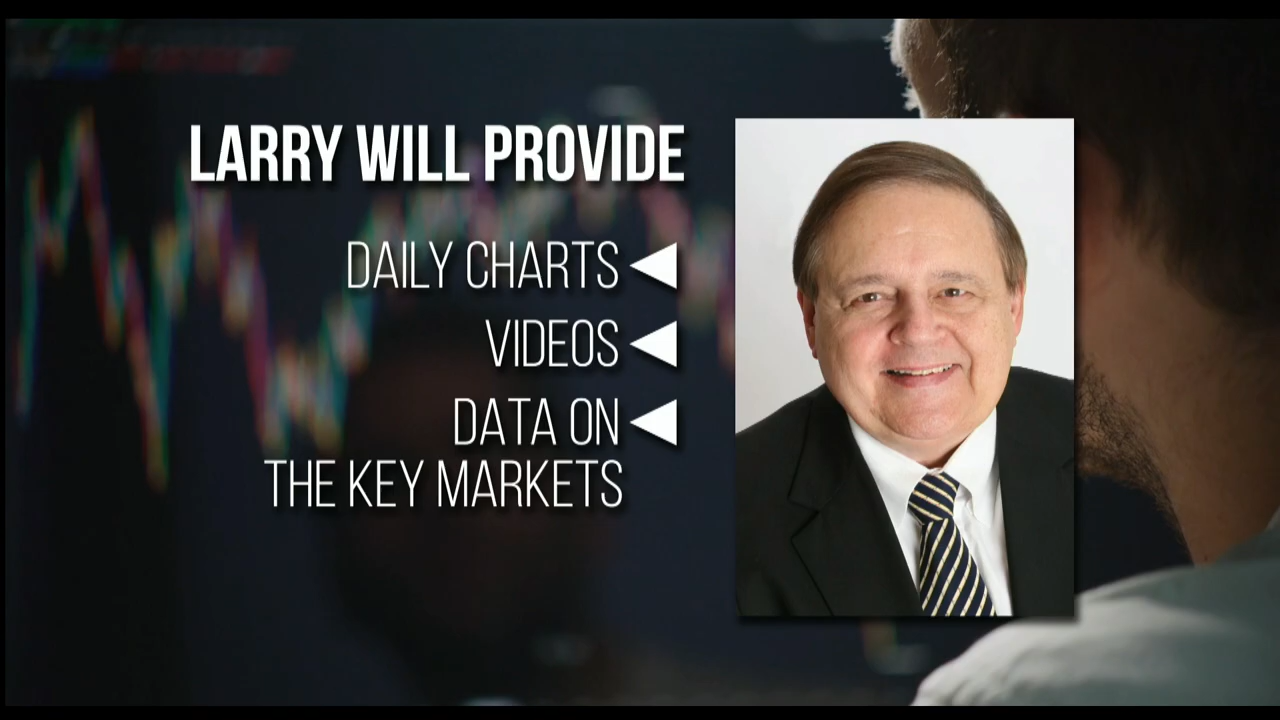 LARRY WILL PROVIDE
DAILY CHARTS
VIDEOS
DATA ON
THE KEY MARKETS